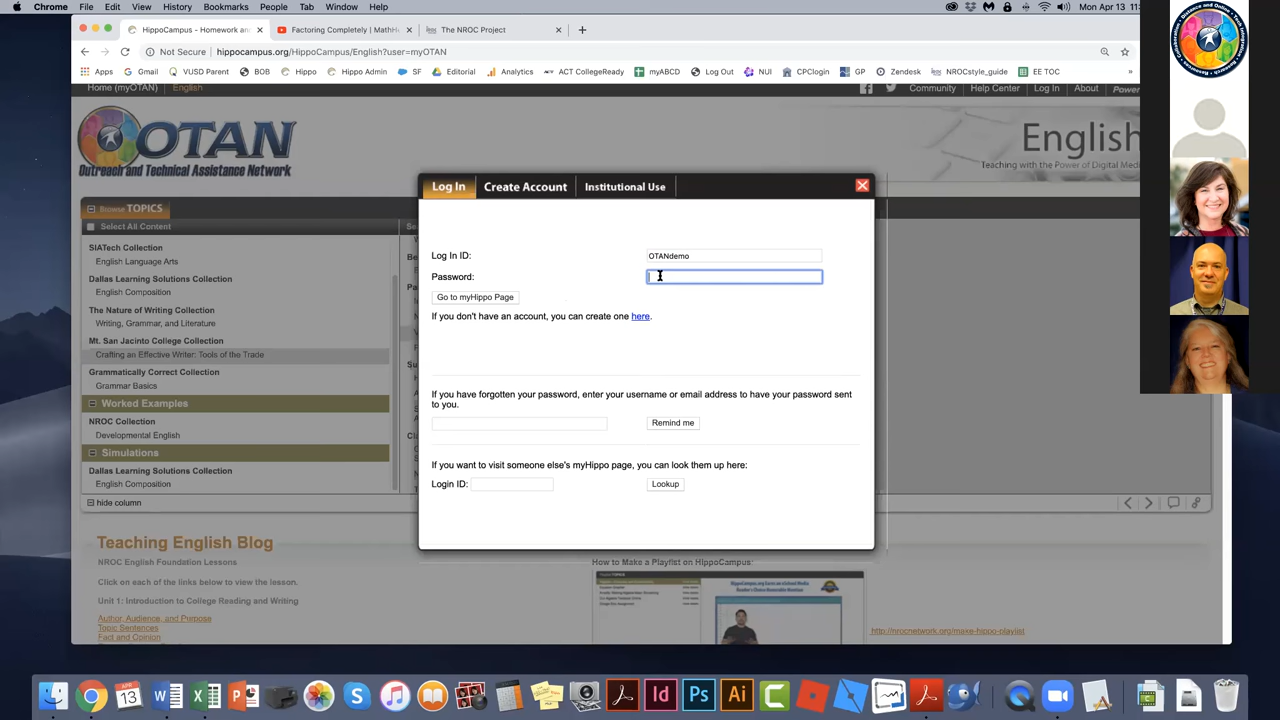 Chrome File Edit View History Bookmarks People Tab Window Help Mon Apr 13 11:
HippoCampus - Homework and Factoring Completely | MathH The NROC Project
Not Secure hippocampus.org/HippoCampus/English?user=myOTAN
Apps Gmail VUSD Parent BOB Hippo Hippo Admin SF Editorial Analytics ACT CollegeReady myABCD Log Out NUI CPClogin GP Zendesk NROCstyle_guide EE TOC »
Home (myOTAN) English Community Help Center Log In About Power
OTAN
Outreach and Technical Assistance Network
English
Teaching with the Power of Digital Med
Browse TOPICS
Select All Content
SIATech Collection
English Language Arts
Dallas Learning Solutions Collection
English Composition
The Nature of Writing Collection
Writing, Grammar, and Literature
Mt. San Jacinto College Collection
Crafting an Effective Writer: Tools of the Trade
Grammatically Correct Collection
Grammar Basics
Worked Examples
NROC Collection
Developmental English
Simulations
Dallas Learning Solutions Collection
English Composition
hide column
Log In Create Account Institutional Use
Log In ID: OTANdemo
Password:
Go to myHippo Page
If you don't have an account, you can create one here.
If you have forgotten your password, enter your username or email address to have your password sent
to you.
Remind me
If you want to visit someone else's myHippo page, you can look them up here:
Login ID: Lookup
Teaching English Blog
NROC English Foundation Lessons
Click on each of the links below to view the lesson.
Unit 1: Introduction to College Reading and Writing
Author, Audience, and Purpose
Topic Sentences
Fact and Opinion
How to Make a Playlist on HippoCampus:
http://nrocnetwork.org/make-hippo-playlist
APR
13
Id Ps Ai